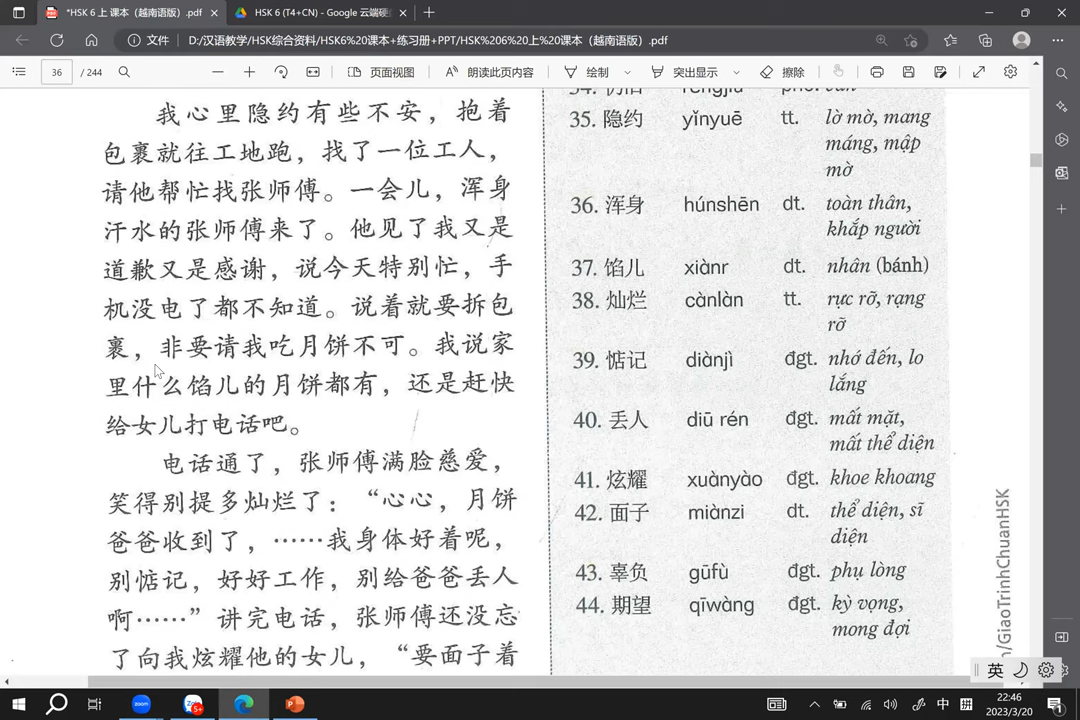 *HSK 6 上 课本（越南语版）.pdf
HSK 6 (T4+CN) - Google 云端硬
文件
D:/汉语教学/HSK综合资料/HSK6%20课本+练习册+PPT/HSK%206%20上%20课本（越南语版）.pdf
36 / 244
页面视图
朗读此页内容
绘制
突出显示
擦除
我心里隐约有些不安，抱着
包裹就往工地跑，找了一位工人，
请他帮忙找张师傅。一会儿，浑身
汗水的张师傅来了。他见了我又是
道歉又是感谢，说今天特别忙，手
机没电了都不知道。说着就要拆包
裹，非要请我吃月饼不可。我说家
里什么馅儿的月饼都有，还是赶快
给女儿打电话吧。
电话通了，张师傅满脸慈爱，
笑得别提多灿烂了：“心心，月饼
爸爸收到了，……我身体好着呢，
别惦记，好好工作，别给爸爸丢人
啊……”讲完电话，张师傅还没忘
了向我炫耀他的女儿，“要面子着
35. 隐约 yǐnyuē tt. lờ mờ, mang
máng, mập
mờ
36. 浑身 húnshēn dt. toàn thân,
khắp người
37. 馅儿 xiànr dt. nhân (bánh)
38. 灿烂 cànlàn tt. rực rỡ, rạng
rỡ
39. 惦记 diànjì đgt. nhớ đến, lo
lắng
40. 丢人 diū rén đgt. mất mặt,
mất thể diện
41. 炫耀 xuànyào đgt. khoe khoang
42. 面子 miànzi dt. thể diện, sĩ
diện
43. 辜负 gūfù đgt. phụ lòng
44. 期望 qīwàng đgt. kỳ vọng,
mong đợi
/GiaoTrinhChuanHSK
英
zoom
5+
中
拼
22:46
2023/3/20
1